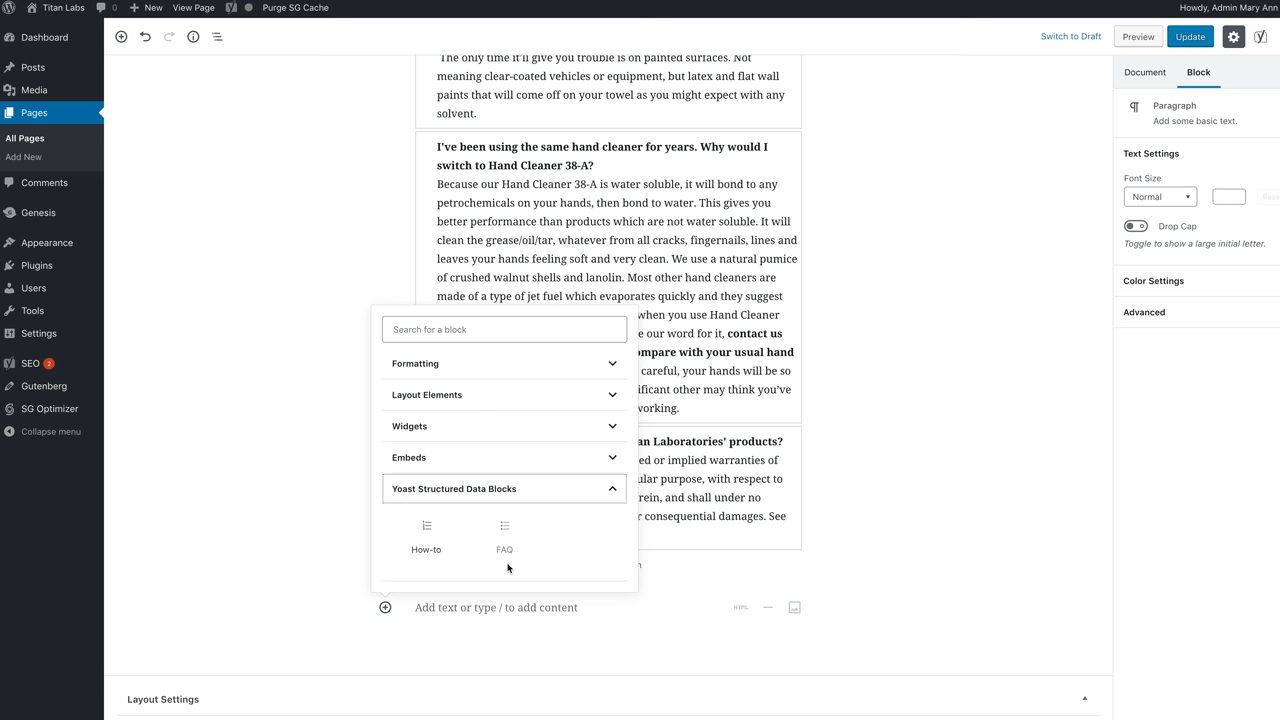 Titan Labs
0
New
View Page
Purge SG Cache
Howdy, Admin Mary Ann
Dashboard
Posts
Media
Pages
All Pages
Add New
Comments
Genesis
Appearance
Plugins
Users
Tools
Settings
SEO 2
Gutenberg
SG Optimizer
Collapse menu
Switch to Draft
Preview
Update
The only time it'll give you trouble is on painted surfaces. Not
meaning clear-coated vehicles or equipment, but latex and flat wall
paints that will come off on your towel as you might expect with any
solvent.
I've been using the same hand cleaner for years. Why would I
switch to Hand Cleaner 38-A?
Because our Hand Cleaner 38-A is water soluble, it will bond to any
petrochemicals on your hands, then bond to water. This gives you
better performance than products which are not water soluble. It will
clean the grease/oil/tar, whatever from all cracks, fingernails, lines and
leaves your hands feeling soft and very clean. We use a natural pumice
of crushed walnut shells and lanolin. Most other hand cleaners are
made of a type of jet fuel which evaporates quickly and they suggest
when you use Hand Cleaner
e our word for it, contact us
ompare with your usual hand
careful, your hands will be so
ificant other may think you've
working.
an Laboratories' products?
ed or implied warranties of
ular purpose, with respect to
rein, and shall under no
r consequential damages. See
n
Search for a block
Formatting
Layout Elements
Widgets
Embeds
Yoast Structured Data Blocks
How-to
FAQ
Add text or type / to add content
HTML
Layout Settings
Document
Block
Paragraph
Add some basic text.
Text Settings
Font Size
Normal
Drop Cap
Toggle to show a large initial letter.
Color Settings
Advanced